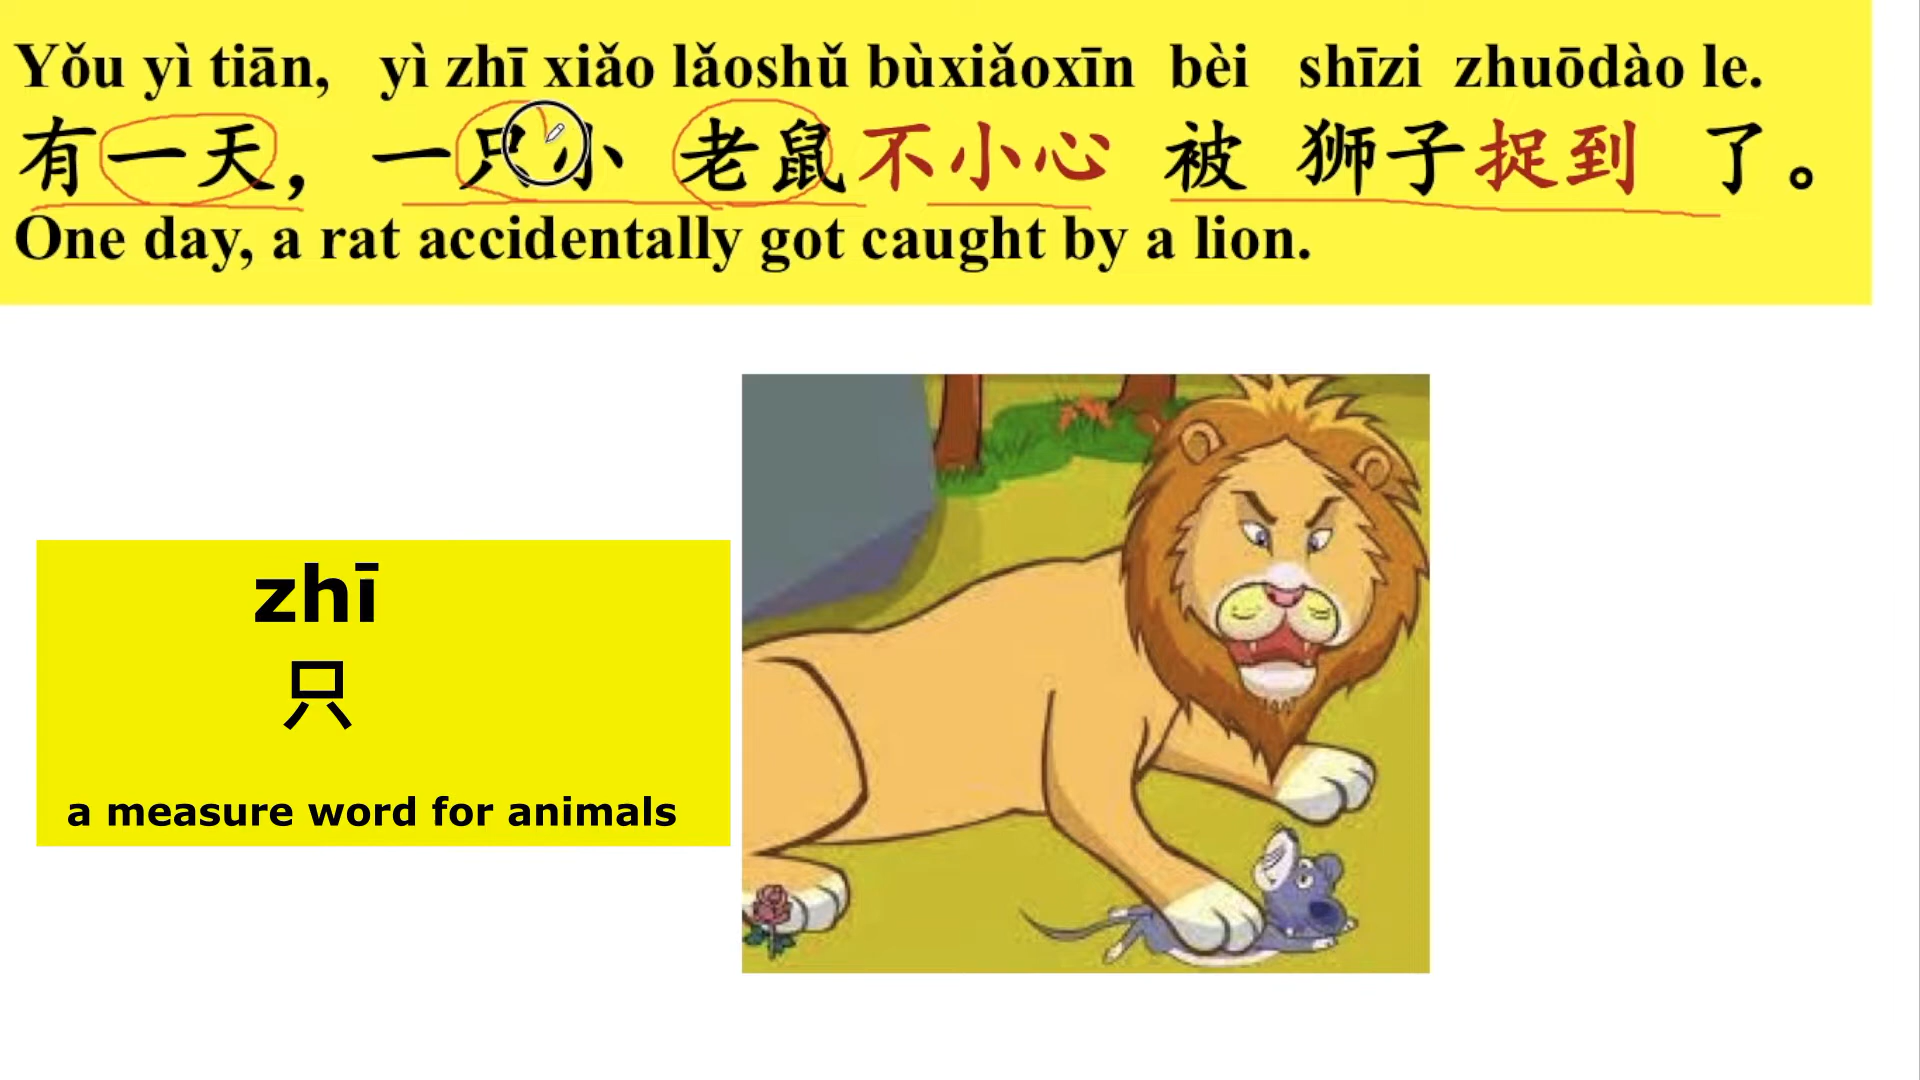 Yǒu yì tiān, yì zhī xiǎo lǎoshǔ bùxiǎoxīn bèi shīzi zhuōdào le.
有一天，一只小 老鼠不小心 被 狮子捉到 了。
One day, a rat accidentally got caught by a lion.
zhī
只
a measure word for animals